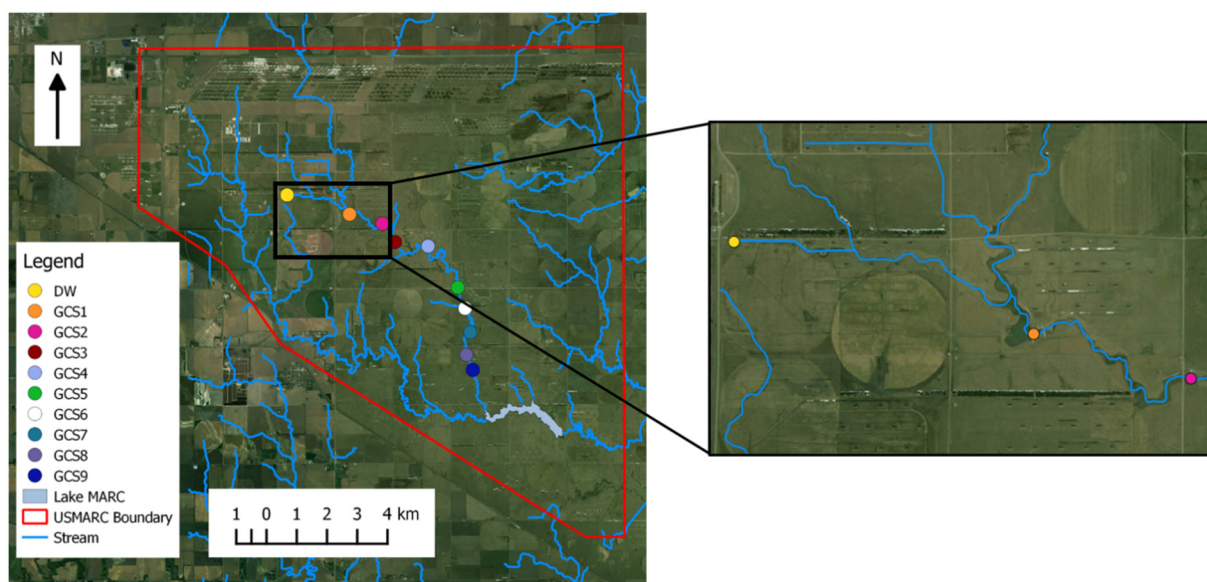 N
Legend
DW
GCS1
GCS2
GCS3
GCS4
GCS5
GCS6
GCS7
GCS8
GCS9
Lake MARC
USMARC Boundary
Stream
1 0 1 2 3 4 km